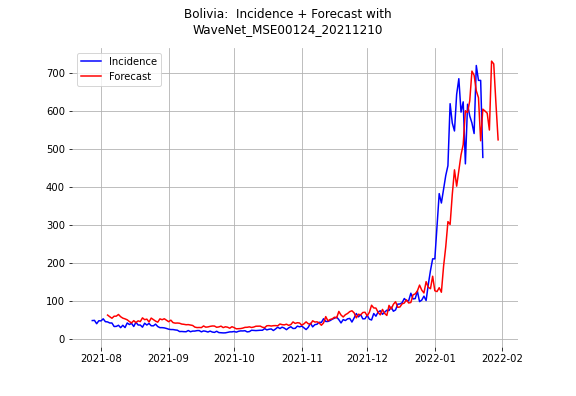 Bolivia:  Incidence + Forecast with
WaveNet_MSE00124_20211210
Incidence
Forecast
700
600
500
400
300
200
100
0
2021-08 2021-09 2021-10 2021-11 2021-12 2022-01 2022-02